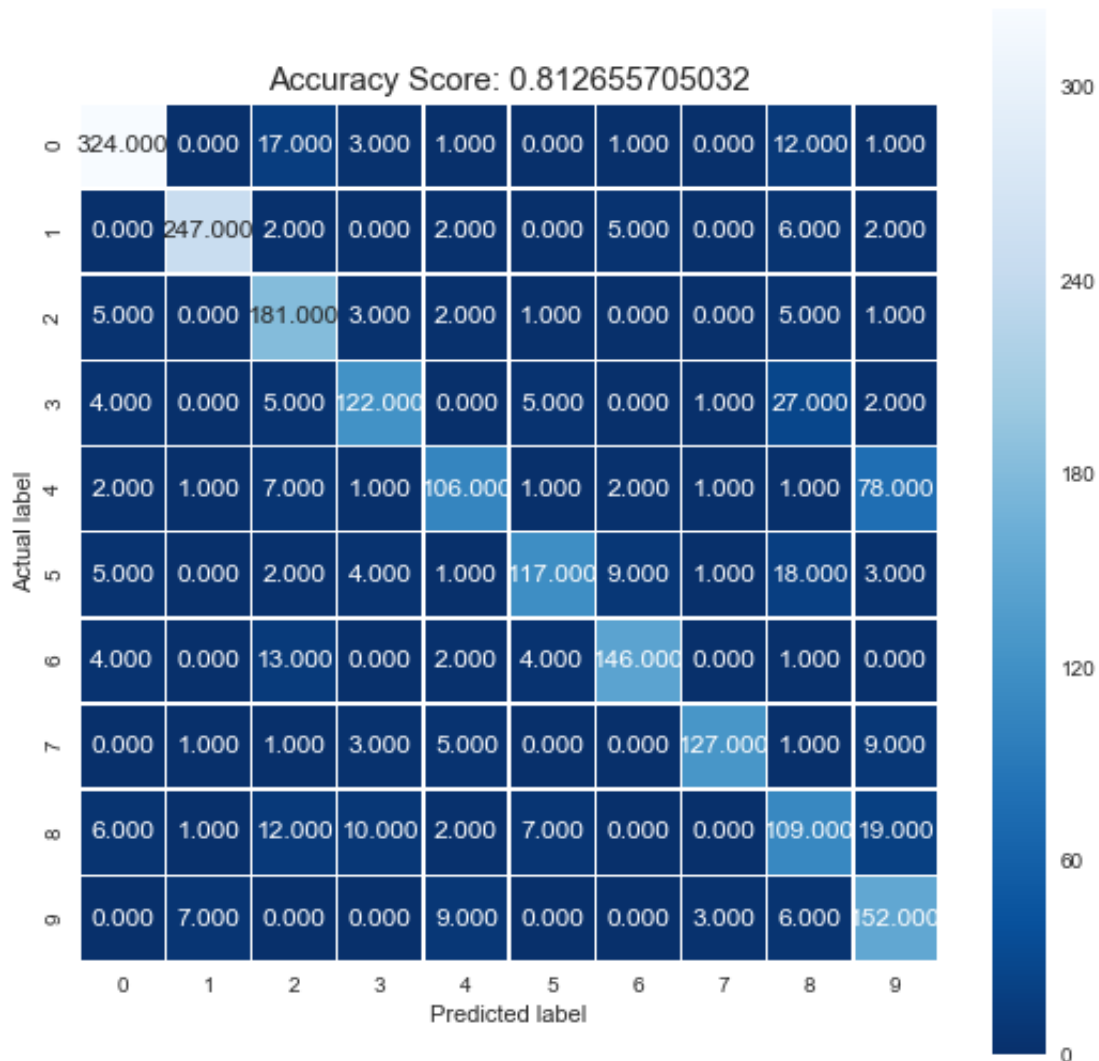 Accuracy Score: 0.812655705032
0 324.000 0.000 17.000 3.000 1.000 0.000 1.000 0.000 12.000 1.000
1 0.000 247.000 2.000 0.000 2.000 0.000 5.000 0.000 6.000 2.000
2 5.000 0.000 181.000 3.000 2.000 1.000 0.000 0.000 5.000 1.000
3 4.000 0.000 5.000 122.000 0.000 5.000 0.000 1.000 27.000 2.000
4 2.000 1.000 7.000 1.000 106.000 1.000 2.000 1.000 1.000 78.000
5 5.000 0.000 2.000 4.000 1.000 117.000 9.000 1.000 18.000 3.000
6 4.000 0.000 13.000 0.000 2.000 4.000 146.000 0.000 1.000 0.000
7 0.000 1.000 1.000 3.000 5.000 0.000 0.000 127.000 1.000 9.000
8 6.000 1.000 12.000 10.000 2.000 7.000 0.000 0.000 109.000 19.000
9 0.000 7.000 0.000 0.000 9.000 0.000 0.000 3.000 6.000 152.000
0 1 2 3 4 5 6 7 8 9
Predicted label
Actual label
300
240
180
120
60
0